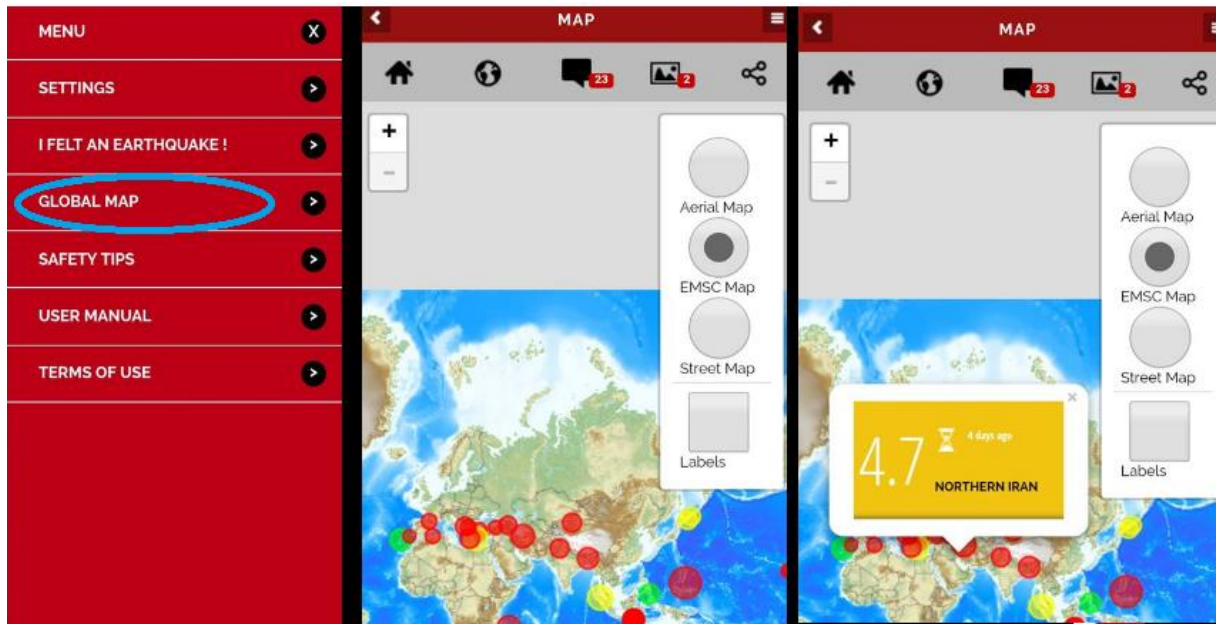 MENU
X
SETTINGS
>
I FELT AN EARTHQUAKE !
>
GLOBAL MAP
>
SAFETY TIPS
>
USER MANUAL
>
TERMS OF USE
>
MAP
23
2
+
-
Aerial Map
EMSC Map
Street Map
Labels
MAP
23
2
+
-
Aerial Map
EMSC Map
Street Map
Labels
×
4.7
4 days ago
NORTHERN IRAN